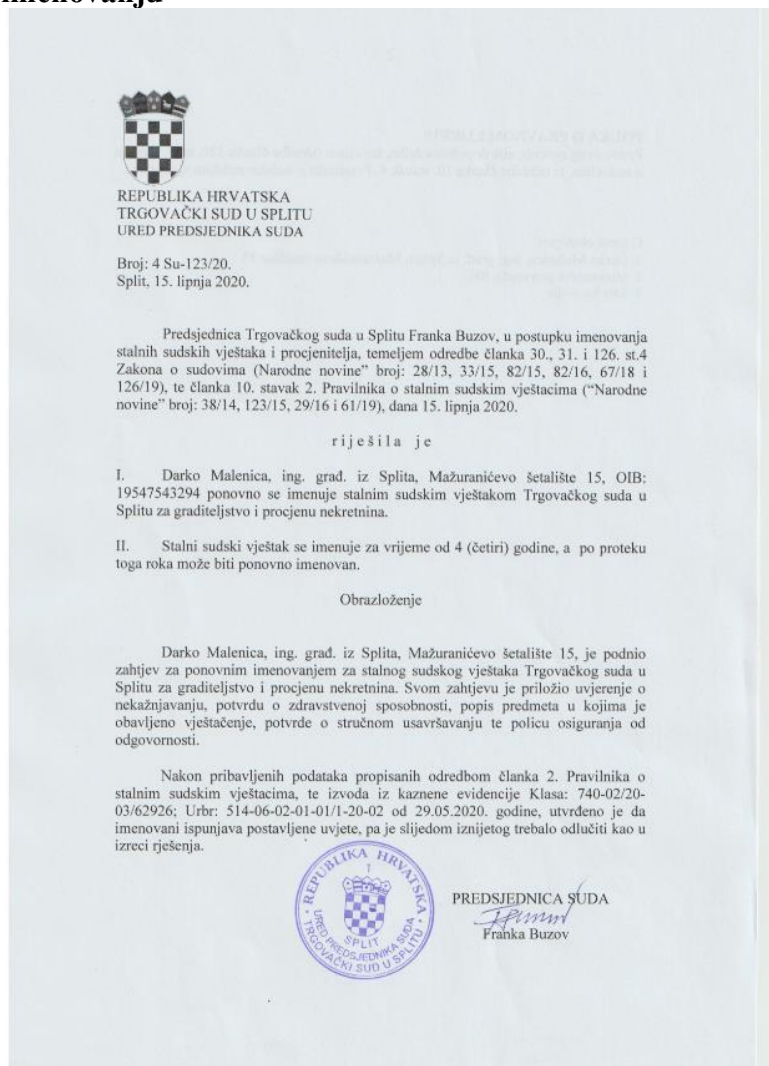 imenovanju
REPUBLIKA HRVATSKA
TRGOVAČKI SUD U SPLITU
URED PREDSJEDNIKA SUDA
Broj: 4 Su-123/20.
Split, 15. lipnja 2020.
Predsjednica Trgovačkog suda u Splitu Franka Buzov, u postupku imenovanja
stalnih sudskih vještaka i procjenitelja, temeljem odredbe članka 30., 31. i 126. st.4
Zakona o sudovima (Narodne novine” broj: 28/13, 33/15, 82/15, 82/16, 67/18 i
126/19), te članka 10. stavak 2. Pravilnika o stalnim sudskim vještacima (“Narodne
novine” broj: 38/14, 123/15, 29/16 i 61/19), dana 15. lipnja 2020.
r i j e š i l a  j e
I. Darko Malenica, ing. građ. iz Splita, Mažuranićevo šetalište 15, OIB:
19547543294 ponovno se imenuje stalnim sudskim vještakom Trgovačkog suda u
Splitu za graditeljstvo i procjenu nekretnina.
II. Stalni sudski vještak se imenuje za vrijeme od 4 (četiri) godine, a po proteku
toga roka može biti ponovno imenovan.
Obrazloženje
Darko Malenica, ing. građ. iz Splita, Mažuranićevo šetalište 15, je podnio
zahtjev za ponovnim imenovanjem za stalnog sudskog vještaka Trgovačkog suda u
Splitu za graditeljstvo i procjenu nekretnina. Svom zahtjevu je priložio uvjerenje o
nekažnjavanju, potvrdu o zdravstvenoj sposobnosti, popis predmeta u kojima je
obavljeno vještačenje, potvrde o stručnom usavršavanju te policu osiguranja od
odgovornosti.
Nakon pribavljenih podataka propisanih odredbom članka 2. Pravilnika o
stalnim sudskim vještacima, te izvoda iz kaznene evidencije Klasa: 740-02/20-
03/62926; Urbr: 514-06-02-01-01/1-20-02 od 29.05.2020. godine, utvrđeno je da
imenovani ispunjava postavljene uvjete, pa je slijedom iznijetog trebalo odlučiti kao u
izreci rješenja.
REPUBLIKA HRVATSKA
1
URED PREDSJEDNIKA SUDA
SPLIT
TRGOVAČKI SUD U SPLITU
PREDSJEDNICA SUDA
Franka Buzov